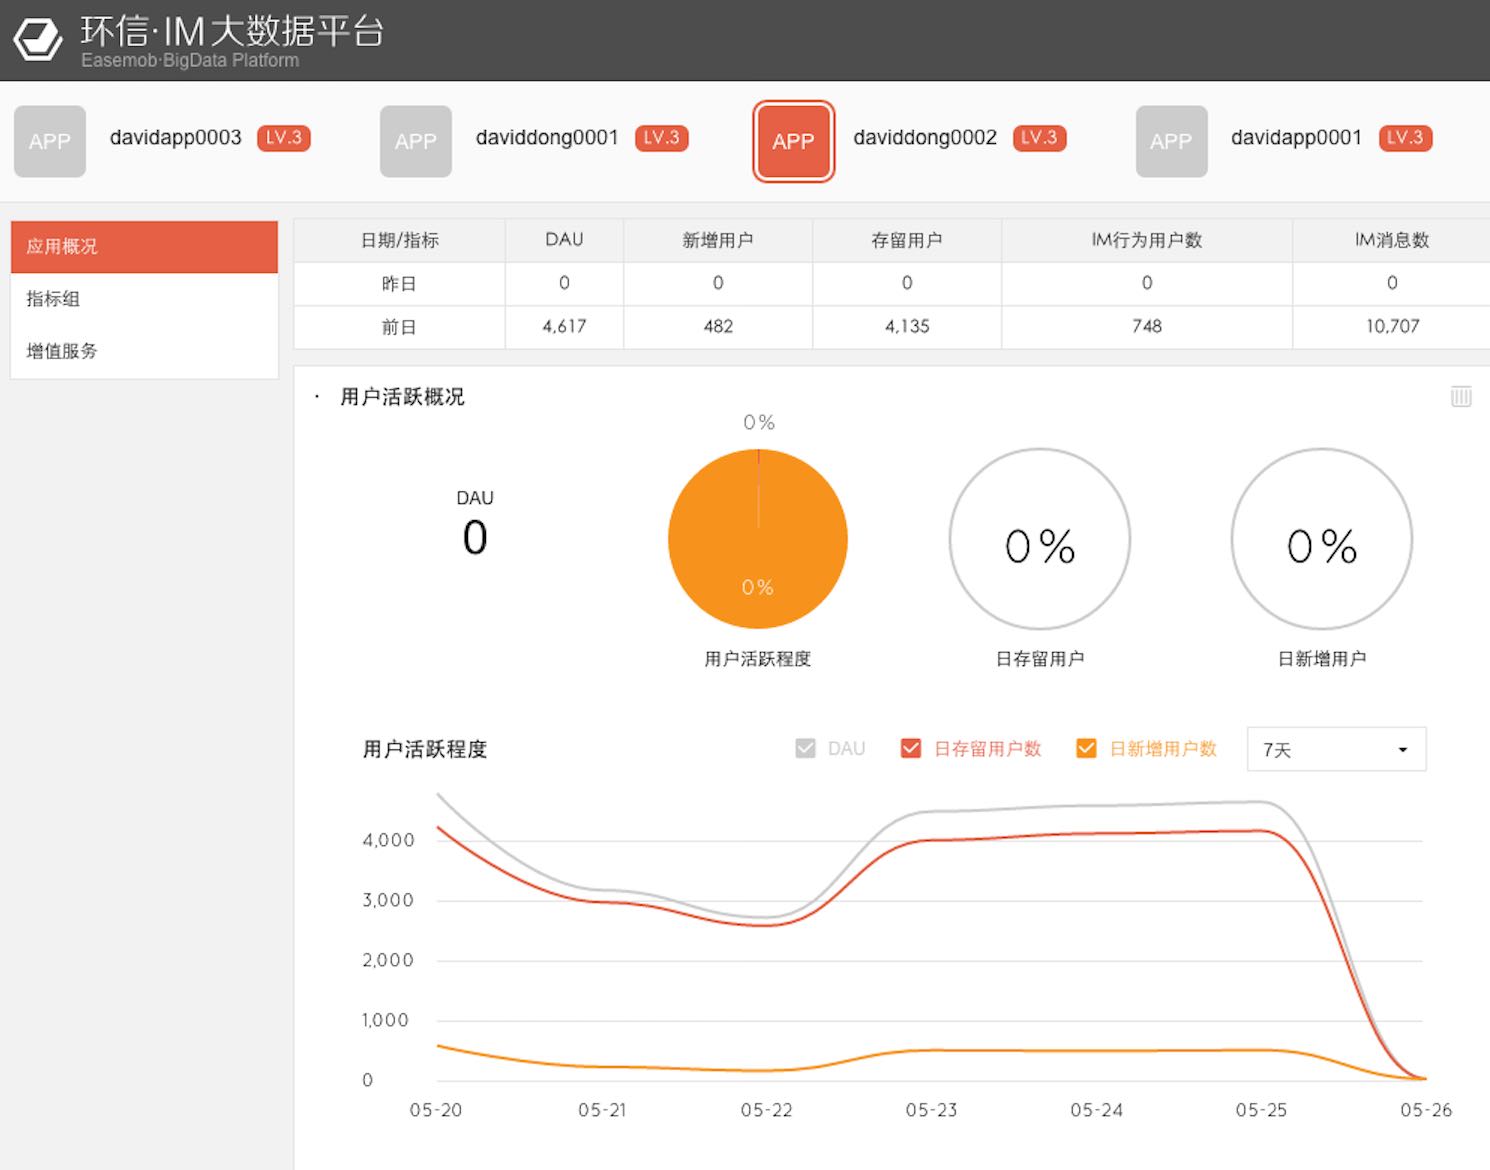 环信·IM大数据平台
Easemob·BigData Platform
APP davidapp0003 LV.3 APP daviddong0001 LV.3 APP daviddong0002 LV.3 APP davidapp0001 LV.3
应用概况
指标组
增值服务
日期/指标 DAU 新增用户 存留用户 IM行为用户数 IM消息数
昨日 0 0 0 0 0
前日 4,617 482 4,135 748 10,707
· 用户活跃概况
DAU
0
0%
0%
用户活跃程度
0%
日存留用户
0%
日新增用户
用户活跃程度 DAU 日存留用户数 日新增用户数 7天
4,000
3,000
2,000
1,000
0
05-20 05-21 05-22 05-23 05-24 05-25 05-26